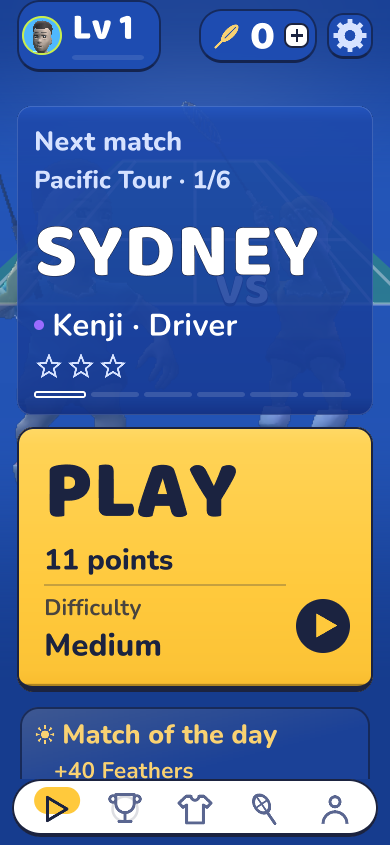 Lv 1
0
Next match
Pacific Tour · 1/6
SYDNEY
VS
Kenji · Driver
PLAY
11 points
Difficulty
Medium
Match of the day
+40 Feathers